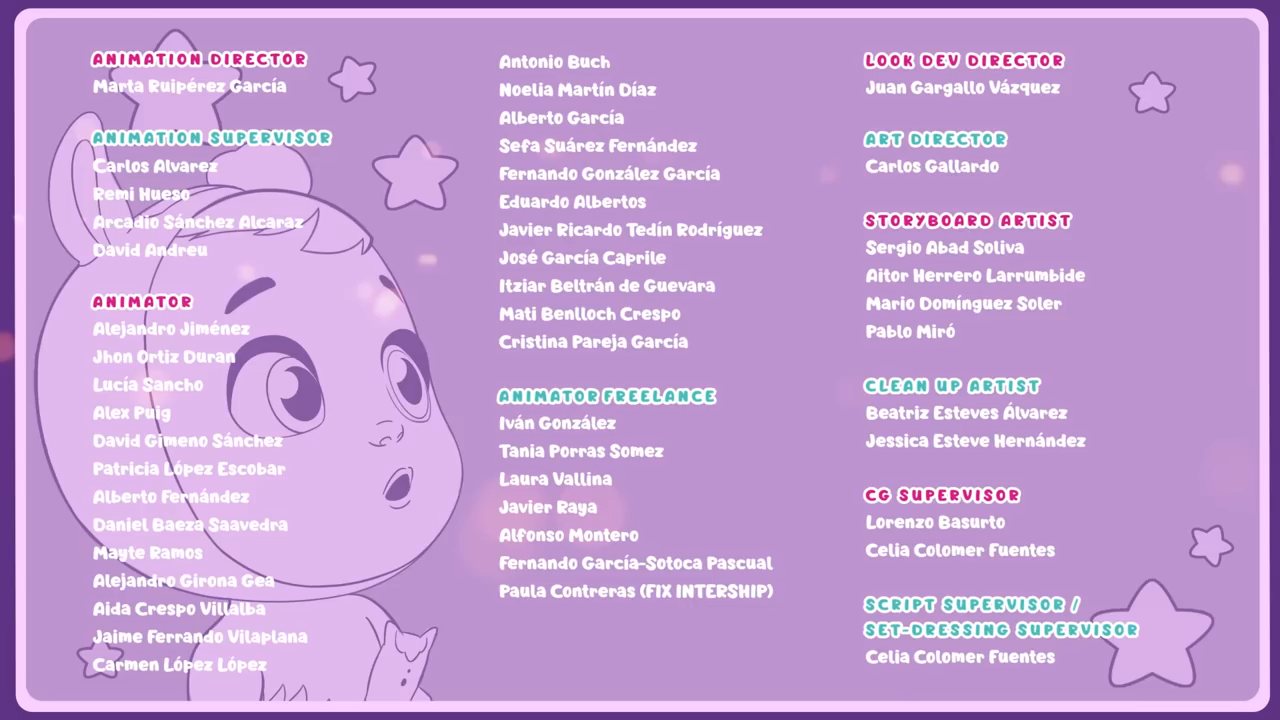 ANIMATION DIRECTOR
Marta Ruipérez García
ANIMATION SUPERVISOR
Carlos Alvarez
Remi Hueso
Arcadio Sánchez Alcaraz
David Andreu
ANIMATOR
Alejandro Jiménez
Jhon Ortiz Duran
Lucía Sancho
Alex Puig
David Gimeno Sánchez
Patricia López Escobar
Alberto Fernández
Daniel Baeza Saavedra
Mayte Ramos
Alejandro Girona Gea
Aida Crespo Villalba
Jaime Ferrando Vilaplana
Carmen López López
Antonio Buch
Noelia Martín Díaz
Alberto García
Sefa Suárez Fernández
Fernando González García
Eduardo Albertos
Javier Ricardo Tedín Rodríguez
José García Caprile
Itziar Beltrán de Guevara
Mati Benlloch Crespo
Cristina Pareja García
ANIMATOR FREELANCE
Iván González
Tania Porras Somez
Laura Vallina
Javier Raya
Alfonso Montero
Fernando García-Sotoca Pascual
Paula Contreras (FIX INTERSHIP)
LOOK DEV DIRECTOR
Juan Gargallo Vázquez
ART DIRECTOR
Carlos Gallardo
STORYBOARD ARTIST
Sergio Abad Soliva
Aitor Herrero Larrumbide
Mario Domínguez Soler
Pablo Miró
CLEAN UP ARTIST
Beatriz Esteves Álvarez
Jessica Esteve Hernández
CG SUPERVISOR
Lorenzo Basurto
Celia Colomer Fuentes
SCRIPT SUPERVISOR /
SET-DRESSING SUPERVISOR
Celia Colomer Fuentes